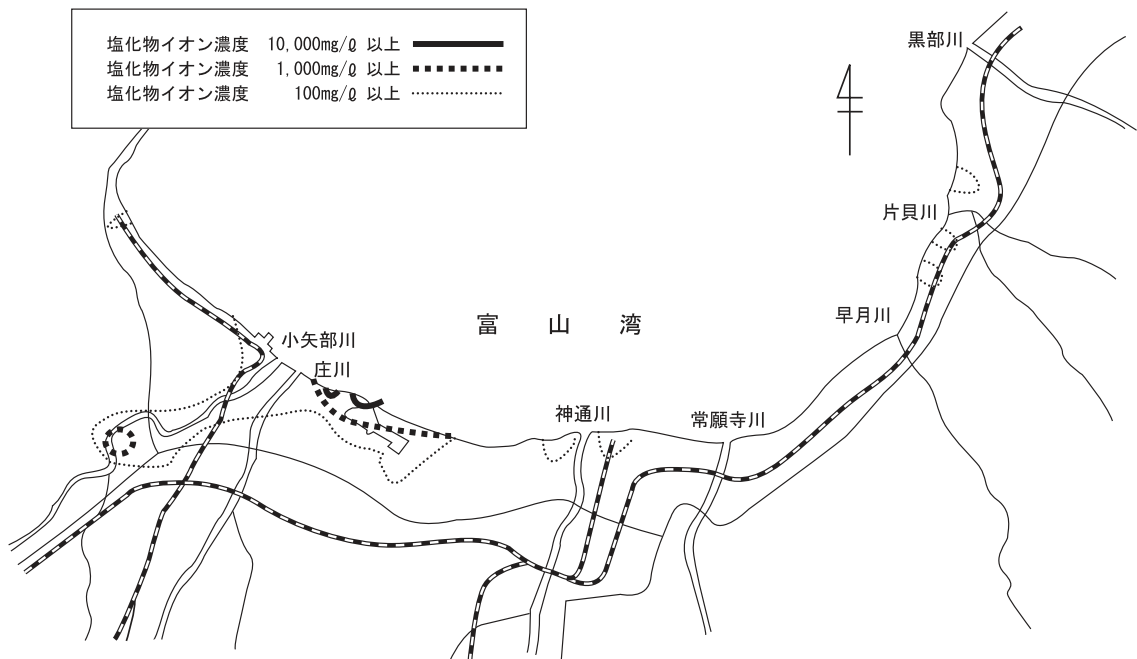 塩化物イオン濃度 10,000mg/ℓ 以上
塩化物イオン濃度 1,000mg/ℓ 以上
塩化物イオン濃度 100mg/ℓ 以上
黒部川
片貝川
早月川
富山湾
小矢部川
庄川
神通川
常願寺川